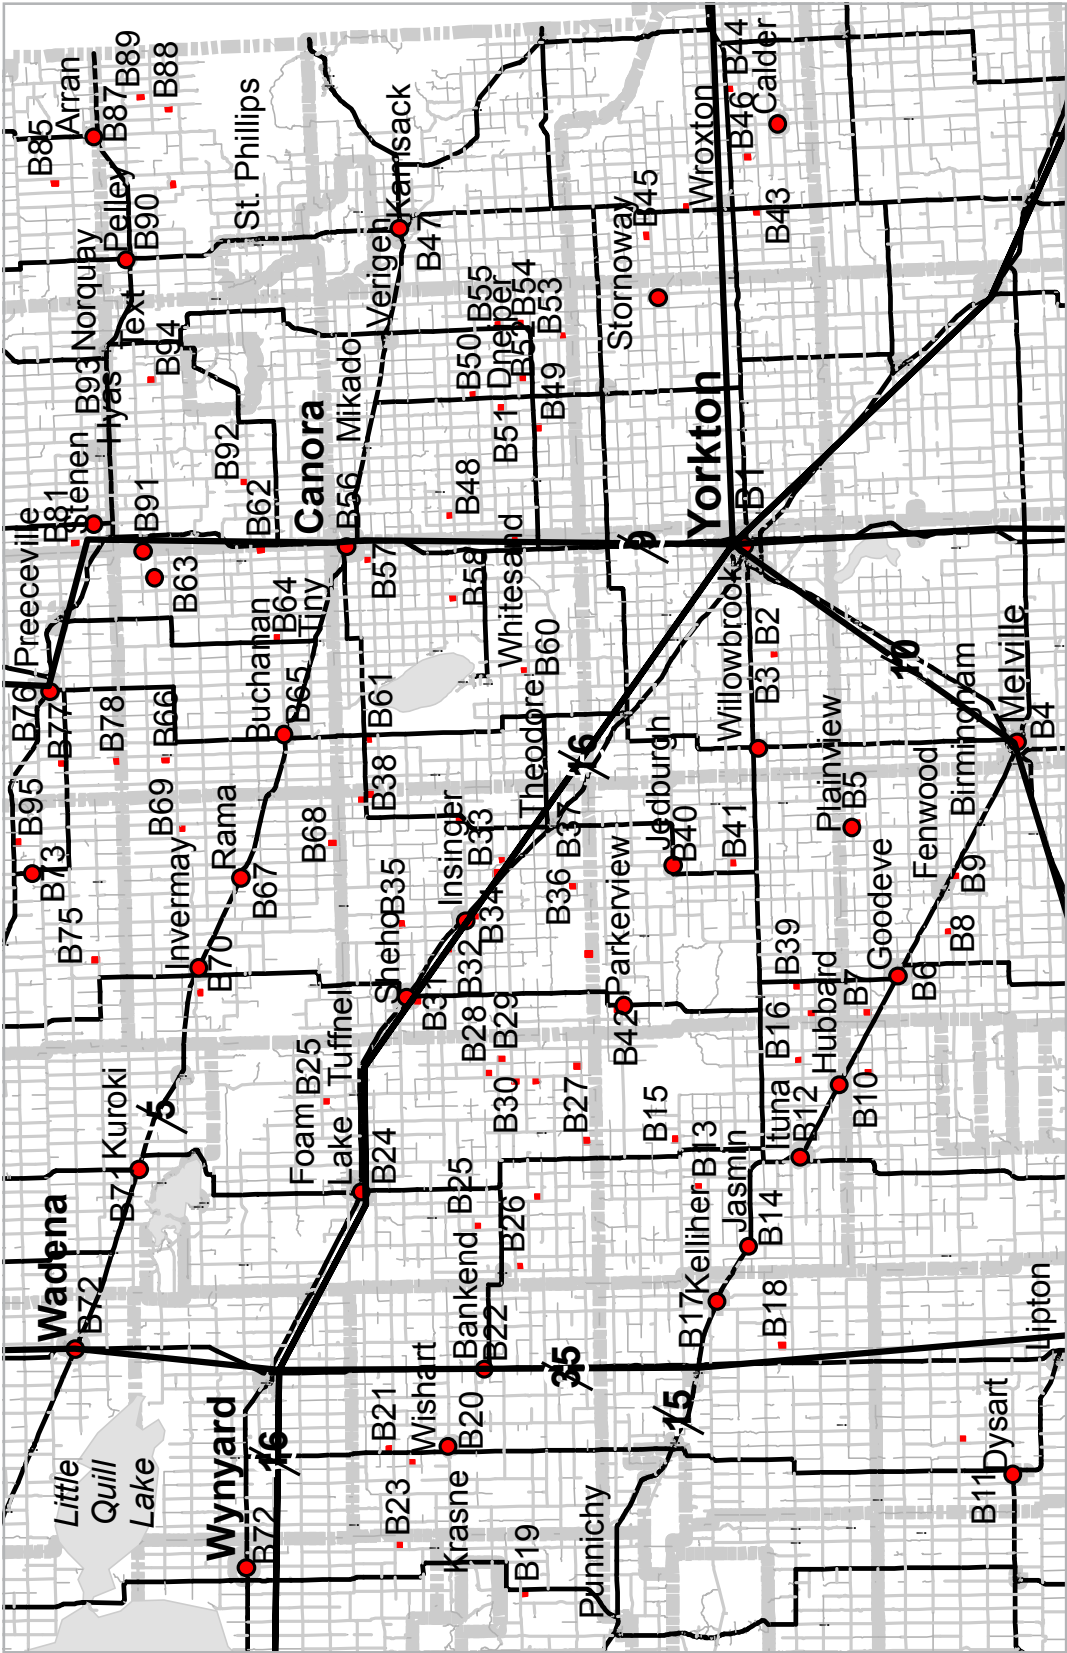 Little
Quill
Lake
Wadena
B72
B71
Kuroki
5
B75
B73
B95
B76
B77
Preeceville
B81
Stenen
B93
Norquay
B85
Arran
B87
B89
B88
Pelley
B90
Text
Hyas
B94
B91
B63
B78
B66
B69
Invermay
B70
Rama
B67
Buchanan
B65
B64
Tiny
B62
B92
St. Phillips
Wynyard
B72
16
Foam
Lake
B25
Tuffnel
B24
B68
Canora
B56
Mikado
Verigen
Kamsack
B47
B23
B21
Wishart
B20
Krasne
B19
Bankend
B22
B25
B26
Sheho
B35
B31
B32
B34
Insinger
B33
B38
B61
B57
B58
B48
B50
B55
B51
Dneiper
B52
B54
B53
B49
Whitesand
B60
Theodore
16
B28
B29
B30
B27
B36
B37
35
Punnichy
B42
Parkerview
Jedburgh
B40
9
Stornoway
B45
B15
15
B17
Kelliher
B13
Jasmin
B14
B18
B41
Willowbrook
B3
B2
Yorkton
B1
Wroxton
B46
B44
Calder
B43
Ituna
B12
B16
B39
Hubbard
B10
B7
Goodeve
B6
Plainview
B5
10
Fenwood
Birmingham
B8
B9
Melville
B4
B11
Dysart
Lipton